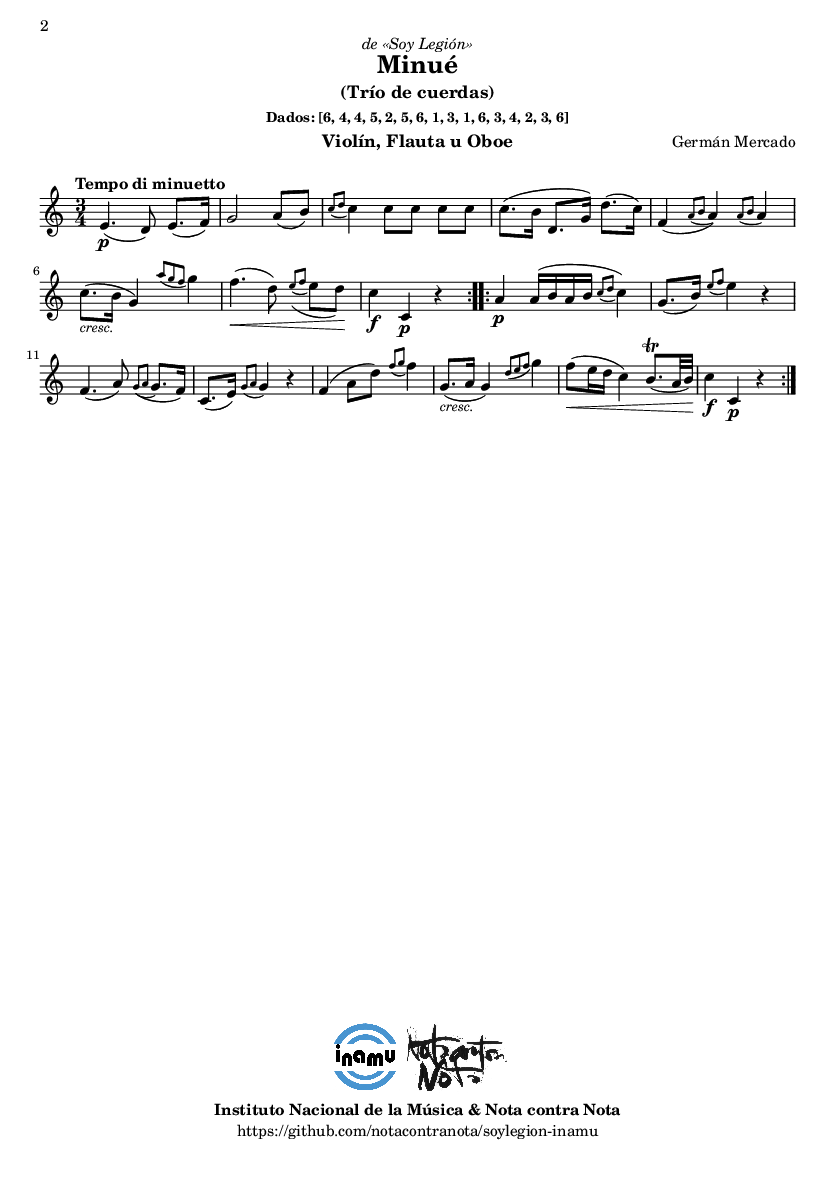 2
de «Soy Legión»
Minué
(Trío de cuerdas)
Dados: [6, 4, 4, 5, 2, 5, 6, 1, 3, 1, 6, 3, 4, 2, 3, 6]
Violín, Flauta u Oboe
Germán Mercado
Tempo di minuetto
3
4
p
6
cresc.
f
p
p
11
cresc.
tr
f
p
inamu
Nota contra
Nota
Instituto Nacional de la Música & Nota contra Nota
https://github.com/notacontranota/soylegion-inamu